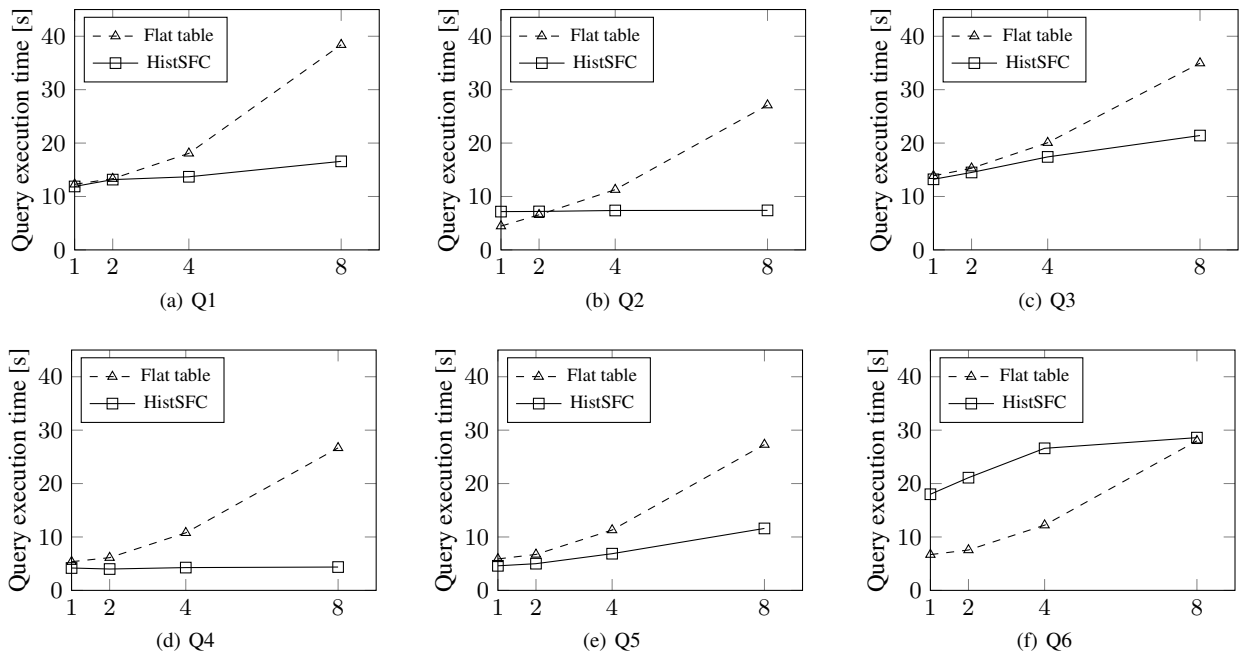 Query execution time [s]
40
30
20
10
0
Flat table
HistSFC
1 2 4 8
(a) Q1
Query execution time [s]
40
30
20
10
0
Flat table
HistSFC
1 2 4 8
(b) Q2
Query execution time [s]
40
30
20
10
0
Flat table
HistSFC
1 2 4 8
(c) Q3
Query execution time [s]
40
30
20
10
0
Flat table
HistSFC
1 2 4 8
(d) Q4
Query execution time [s]
40
30
20
10
0
Flat table
HistSFC
1 2 4 8
(e) Q5
Query execution time [s]
40
30
20
10
0
Flat table
HistSFC
1 2 4 8
(f) Q6